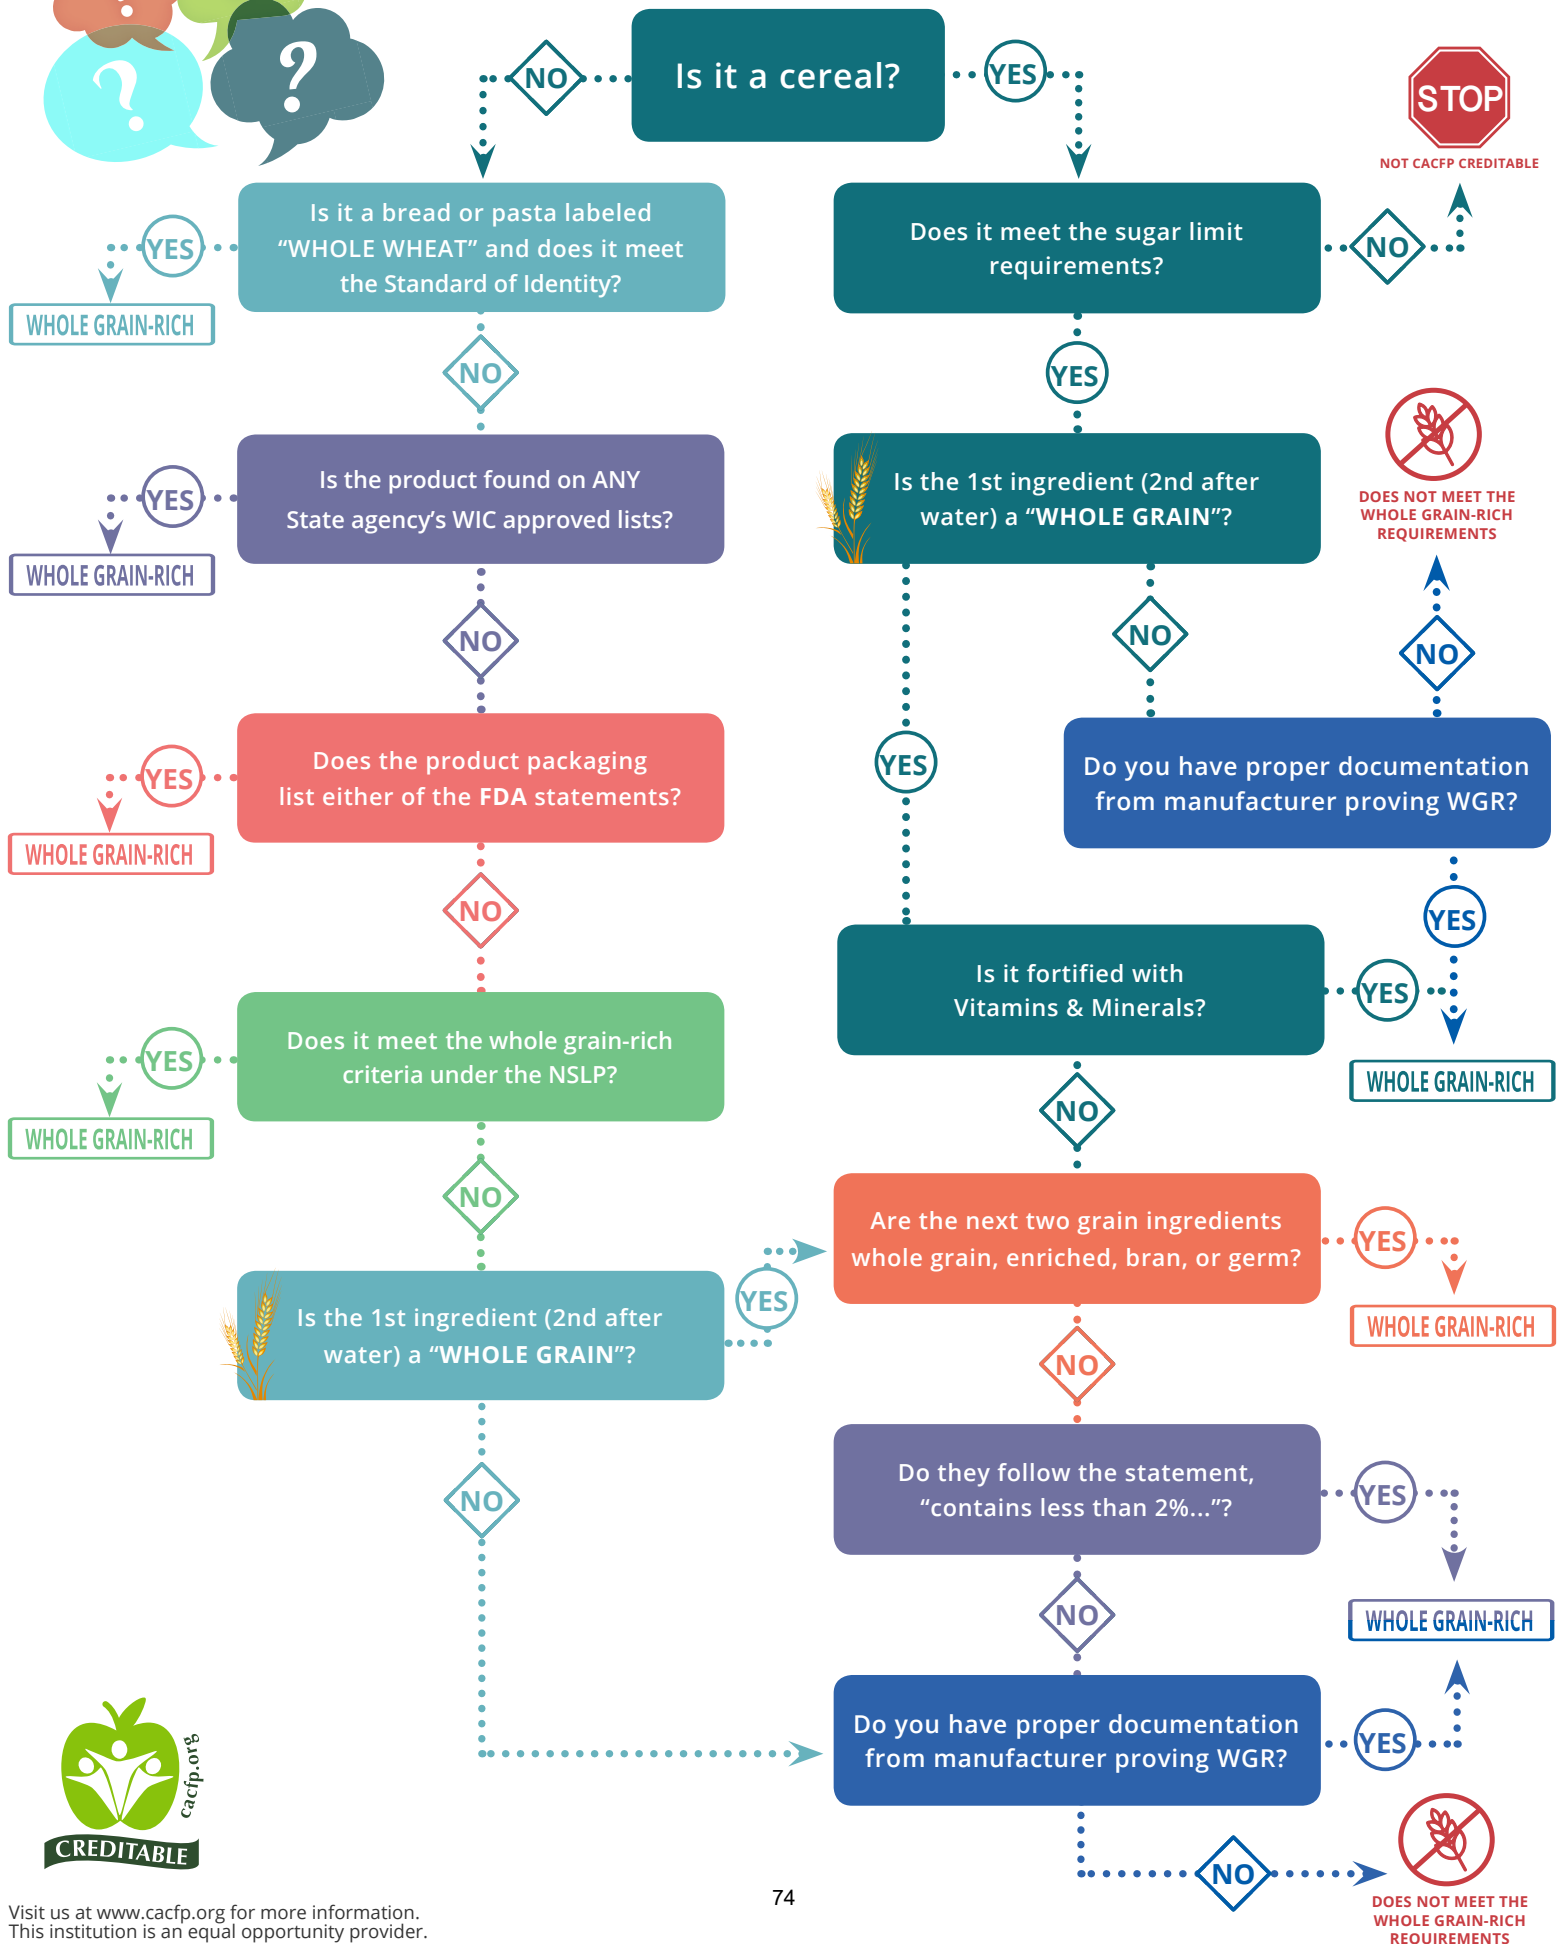 ?
?
?
Is it a cereal?
NO
YES
STOP
NOT CACFP CREDITABLE
Is it a bread or pasta labeled
“WHOLE WHEAT” and does it meet
the Standard of Identity?
YES
WHOLE GRAIN-RICH
NO
Does it meet the sugar limit
requirements?
NO
YES
Is the product found on ANY
State agency’s WIC approved lists?
YES
WHOLE GRAIN-RICH
NO
Is the 1st ingredient (2nd after
water) a “WHOLE GRAIN”?
DOES NOT MEET THE
WHOLE GRAIN-RICH
REQUIREMENTS
NO
NO
YES
Does the product packaging
list either of the FDA statements?
YES
WHOLE GRAIN-RICH
NO
Do you have proper documentation
from manufacturer proving WGR?
YES
Is it fortified with
Vitamins & Minerals?
YES
WHOLE GRAIN-RICH
NO
Does it meet the whole grain-rich
criteria under the NSLP?
YES
WHOLE GRAIN-RICH
NO
Are the next two grain ingredients
whole grain, enriched, bran, or germ?
YES
WHOLE GRAIN-RICH
NO
Is the 1st ingredient (2nd after
water) a “WHOLE GRAIN”?
YES
NO
Do they follow the statement,
“contains less than 2%...”?
YES
WHOLE GRAIN-RICH
NO
Do you have proper documentation
from manufacturer proving WGR?
YES
NO
DOES NOT MEET THE
WHOLE GRAIN-RICH
REQUIREMENTS
cacfp.org
CREDITABLE
74
Visit us at www.cacfp.org for more information.
This institution is an equal opportunity provider.